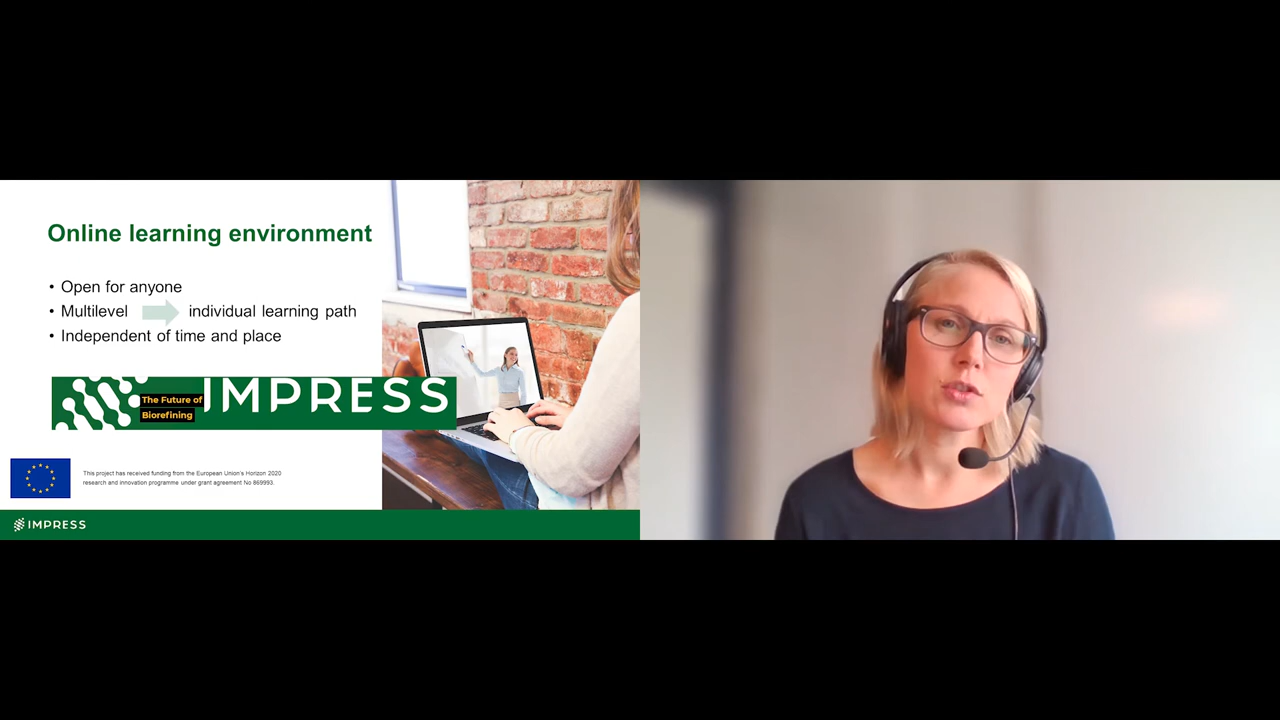 Online learning environment
• Open for anyone
• Multilevel individual learning path
• Independent of time and place
The Future of
Biorefining
IMPRESS
This project has received funding from the European Union's Horizon 2020
research and innovation programme under grant agreement No 869993.
IMPRESS